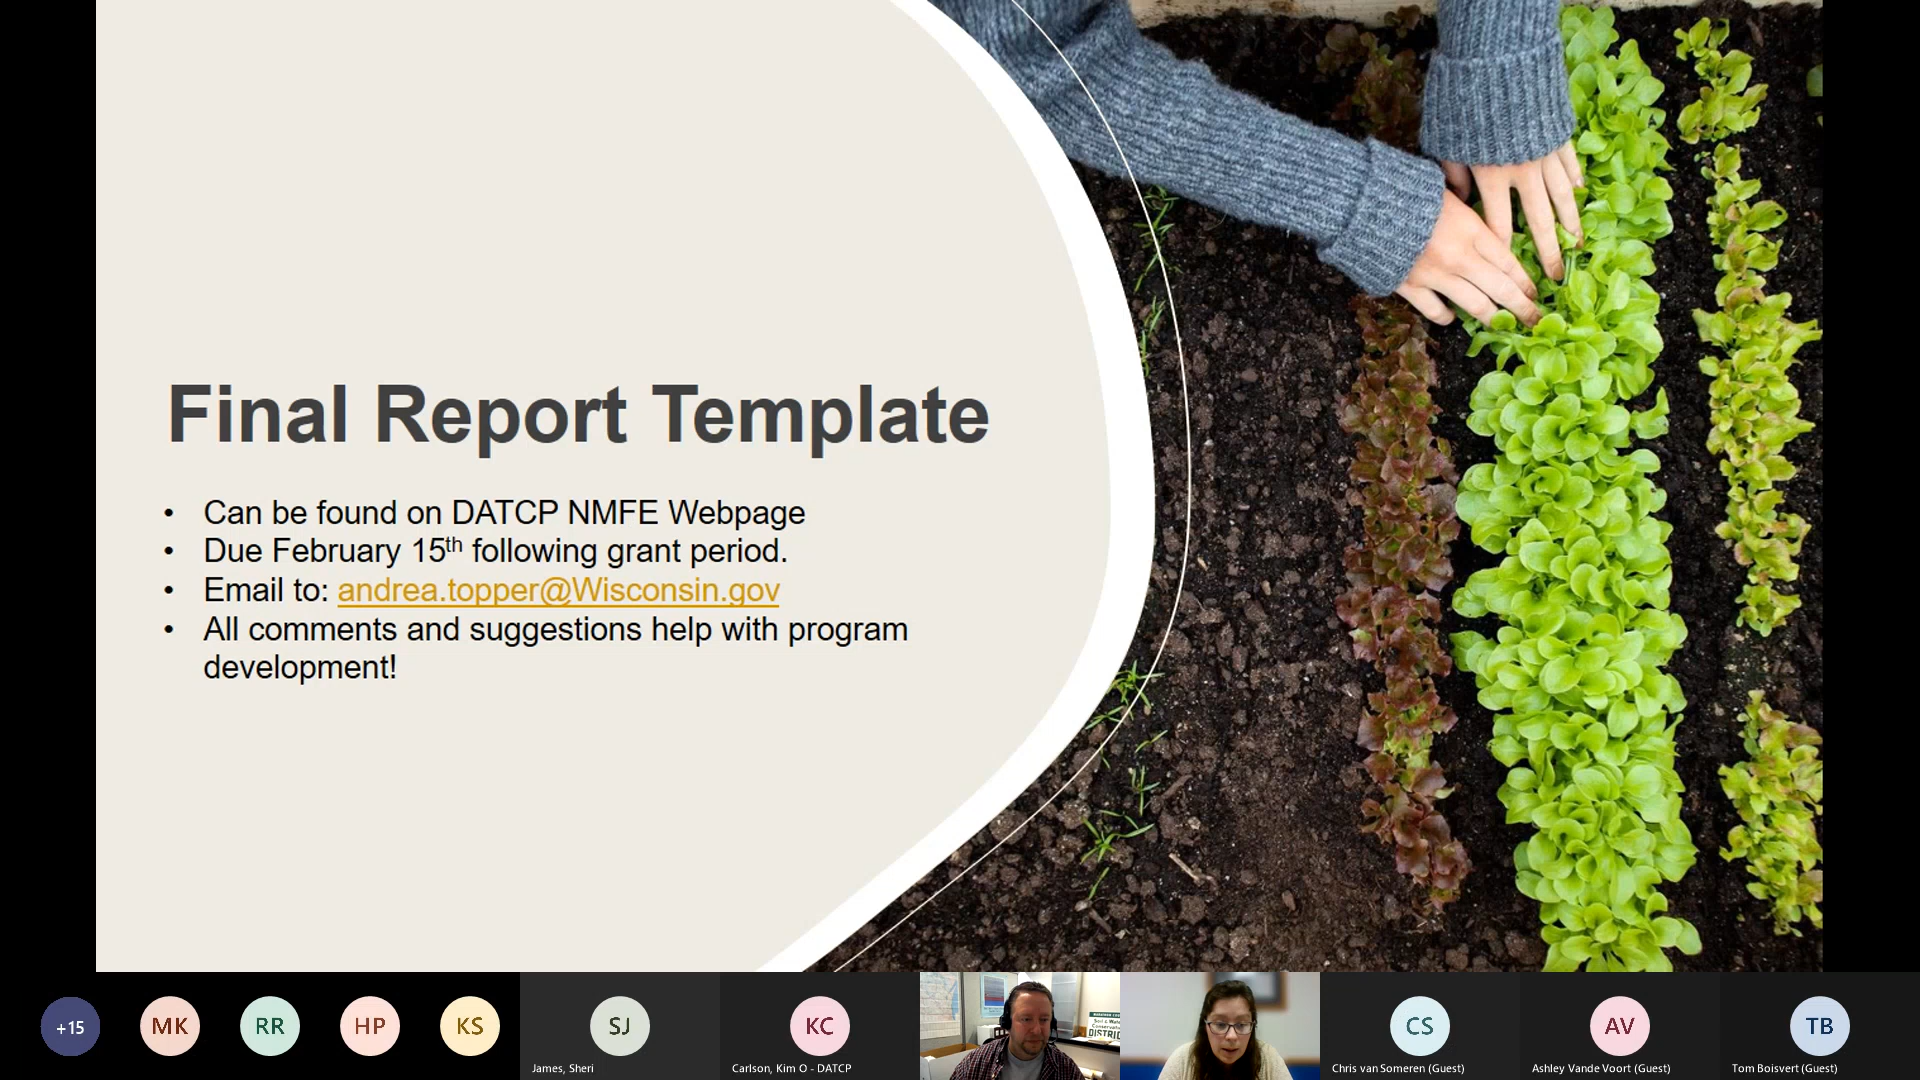 Final Report Template
• Can be found on DATCP NMFE Webpage
• Due February 15th following grant period.
• Email to: andrea.topper@Wisconsin.gov
• All comments and suggestions help with program
development!
+15
MK
RR
HP
KS
SJ
KC
CS
AV
TB
James, Sheri
Carlson, Kim O - DATCP
Chris van Someren (Guest)
Ashley Vande Voort (Guest)
Tom Boisvert (Guest)